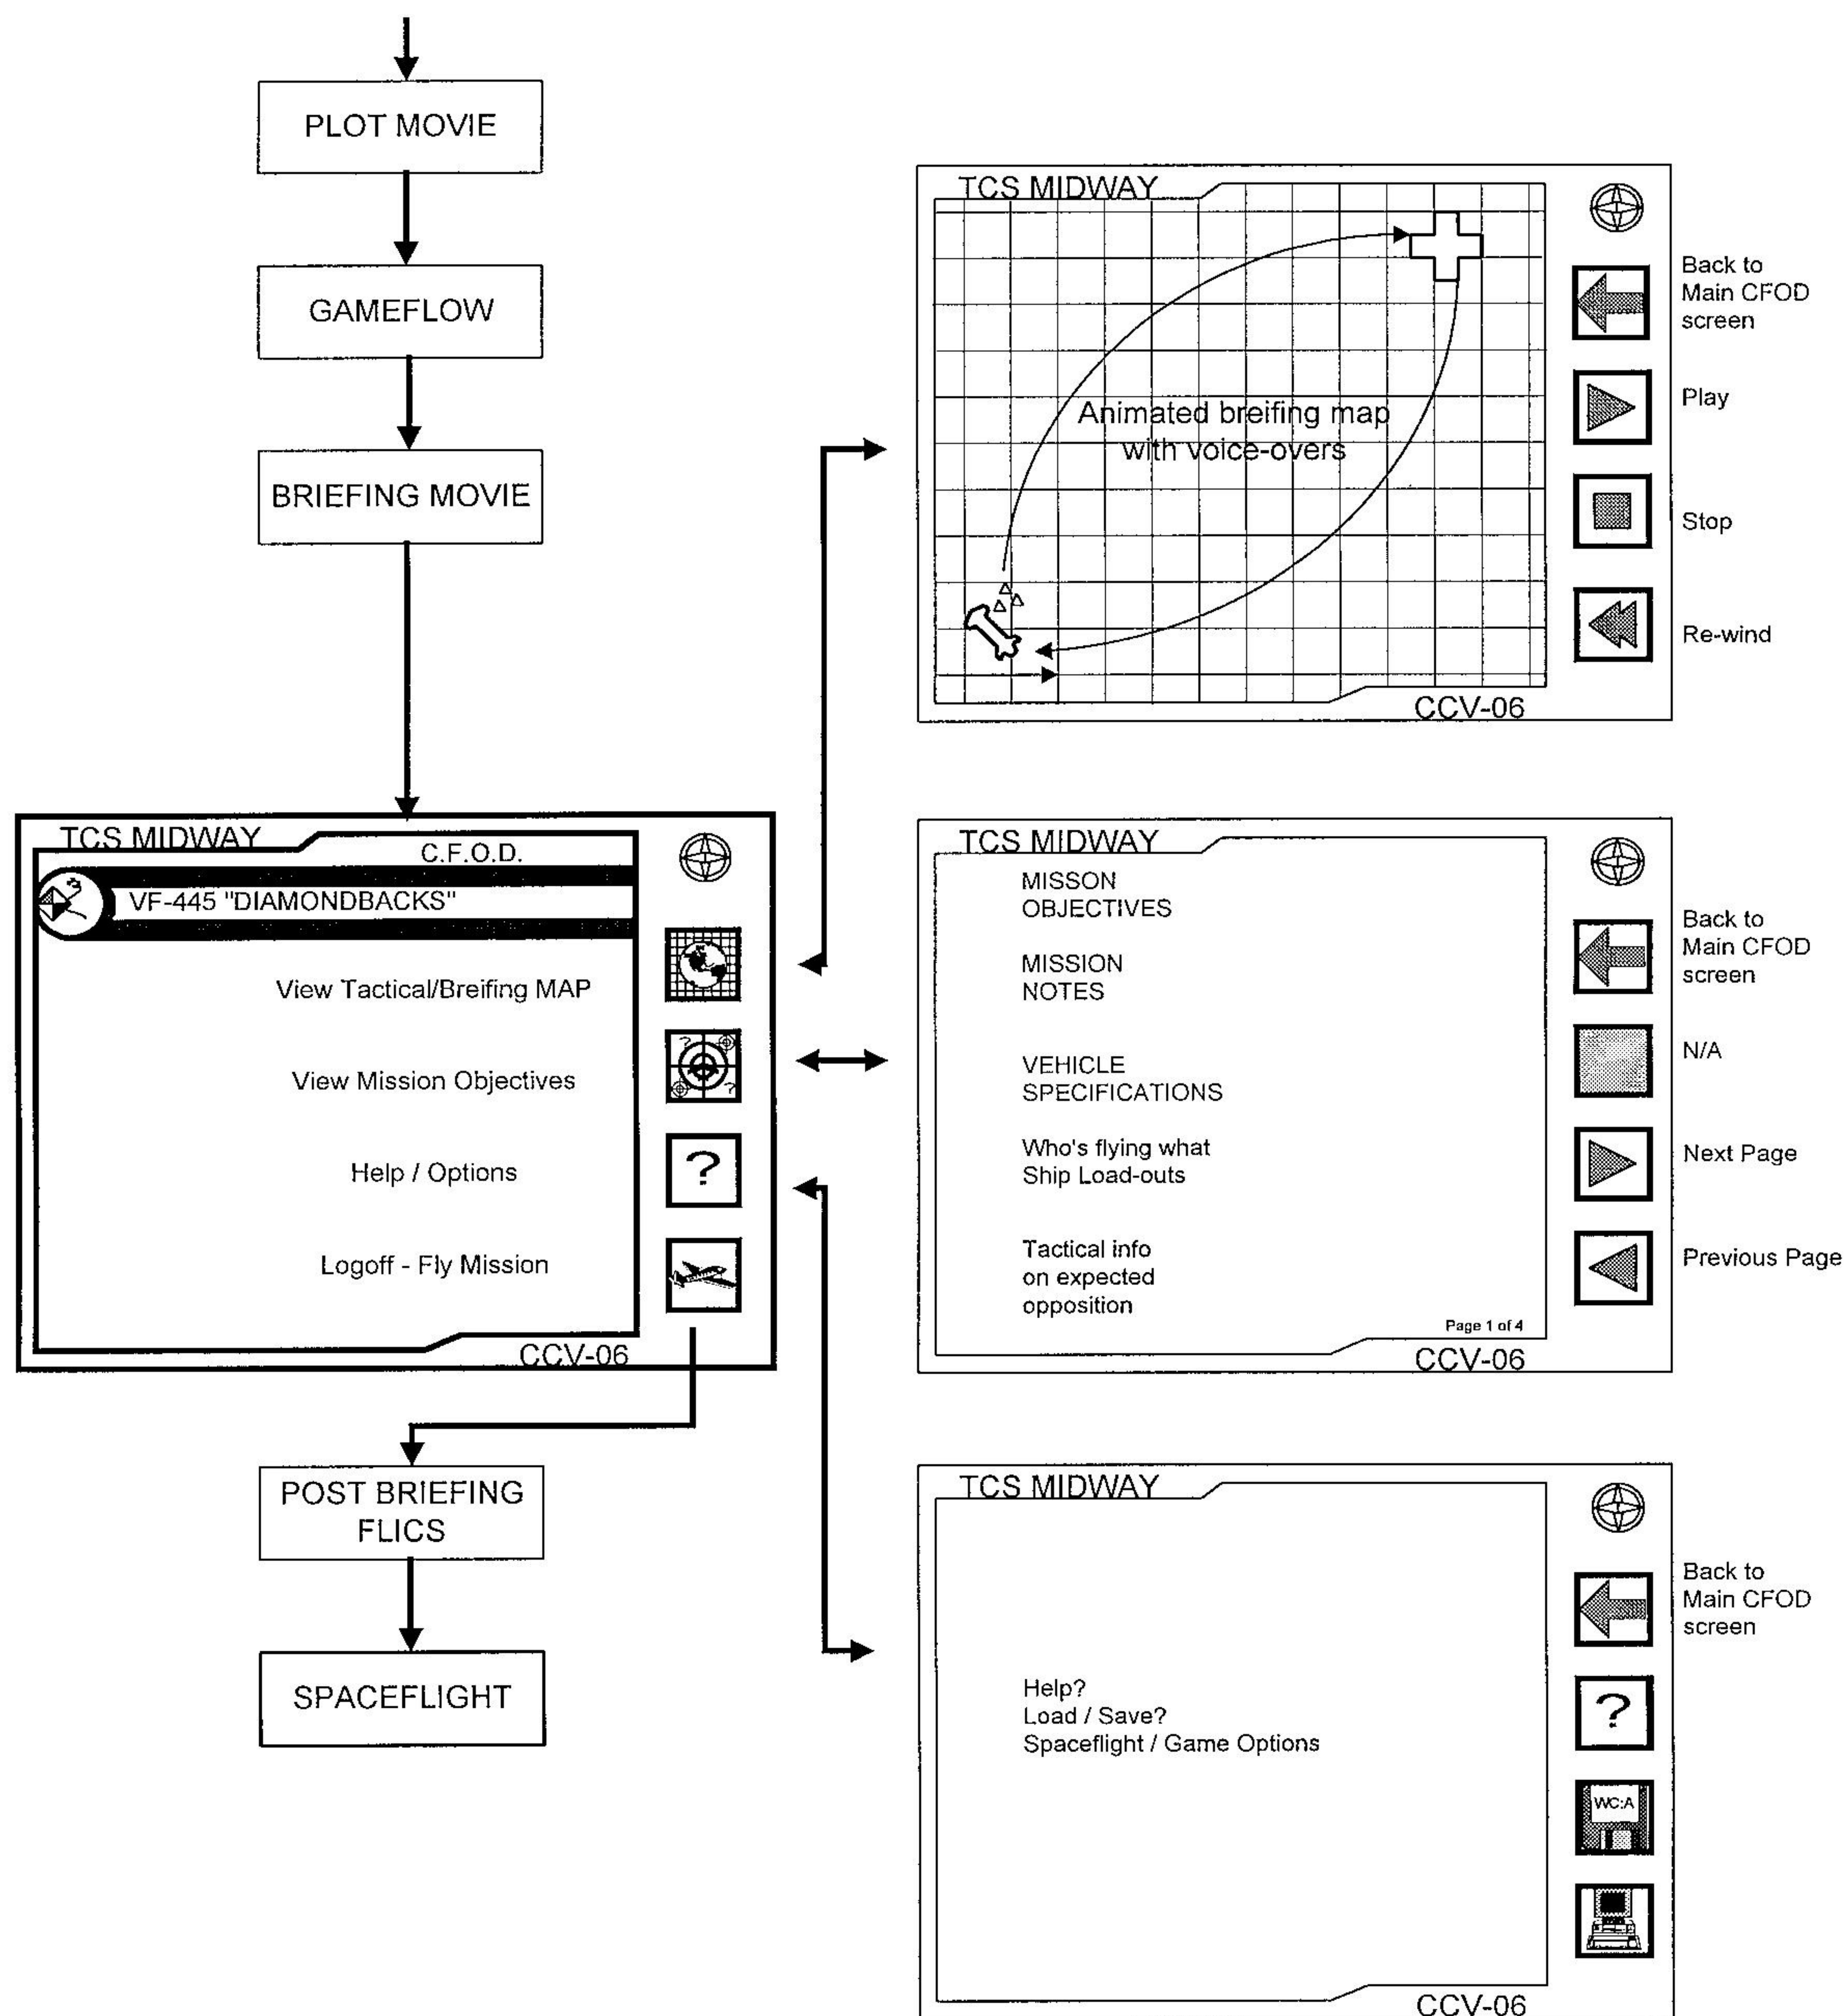 PLOT MOVIE
GAMEFLOW
BRIEFING MOVIE
TCS MIDWAY
C.F.O.D.
VF-445 "DIAMONDBACKS"
View Tactical/Breifing MAP
View Mission Objectives
Help / Options
?
Logoff - Fly Mission
CCV-06
POST BRIEFING
FLICS
SPACEFLIGHT
TCS MIDWAY
Animated breifing map
with voice-overs
CCV-06
Back to
Main CFOD
screen
Play
Stop
Re-wind
TCS MIDWAY
MISSON
OBJECTIVES
MISSION
NOTES
VEHICLE
SPECIFICATIONS
Who's flying what
Ship Load-outs
Tactical info
on expected
opposition
Page 1 of 4
CCV-06
Back to
Main CFOD
screen
N/A
Next Page
Previous Page
TCS MIDWAY
Help?
Load / Save?
Spaceflight / Game Options
CCV-06
Back to
Main CFOD
screen
?
WC:A